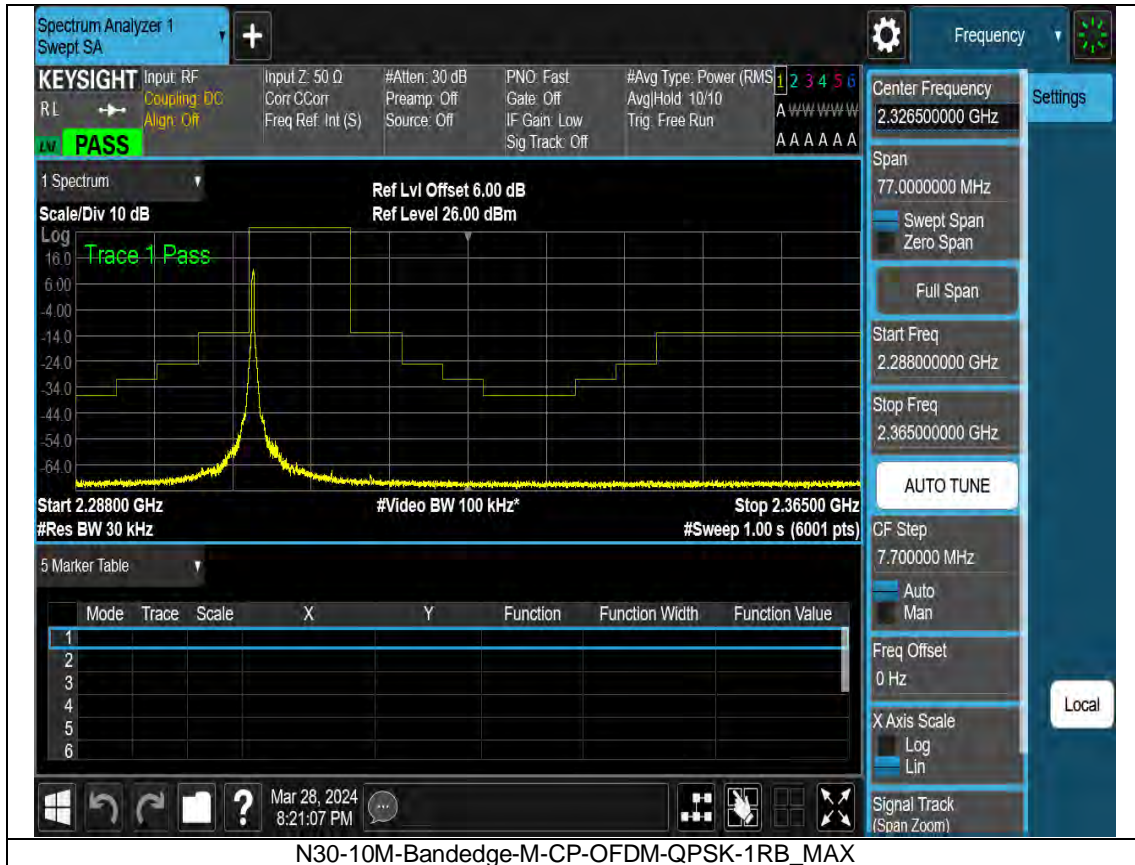 Spectrum Analyzer 1
Swept SA
Frequency
KEYSIGHT
Input: RF
Coupling: DC
Align: Off
Input Z: 50 Ω
Corr CCorr
Freq Ref: Int (S)
#Atten: 30 dB
Preamp: Off
Source: Off
PNO: Fast
Gate: Off
IF Gain: Low
Sig Track: Off
#Avg Type: Power (RMS
Avg|Hold: 10/10
Trig: Free Run
1 2 3 4 5 6
A W W W W W
A A A A A A
R L
PASS
1 Spectrum
Scale/Div 10 dB
Ref Lvl Offset 6.00 dB
Ref Level 26.00 dBm
Log
Trace 1 Pass
16.0
6.00
-4.00
-14.0
-24.0
-34.0
-44.0
-54.0
-64.0
Start 2.28800 GHz
#Video BW 100 kHz*
Stop 2.36500 GHz
#Res BW 30 kHz
#Sweep 1.00 s (6001 pts)
5 Marker Table
Mode Trace Scale X Y Function Function Width Function Value
1
2
3
4
5
6
Mar 28, 2024
8:21:07 PM
Center Frequency
2.326500000 GHz
Settings
Span
77.0000000 MHz
Swept Span
Zero Span
Full Span
Start Freq
2.288000000 GHz
Stop Freq
2.365000000 GHz
AUTO TUNE
CF Step
7.700000 MHz
Auto
Man
Freq Offset
0 Hz
X Axis Scale
Log
Lin
Local
Signal Track
(Span Zoom)
N30-10M-Bandedge-M-CP-OFDM-QPSK-1RB_MAX